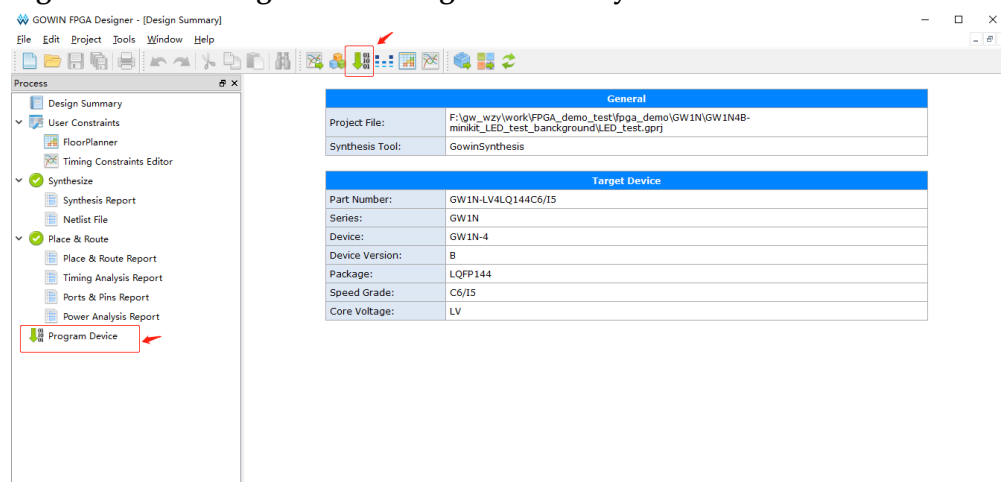 GOWIN FPGA Designer - [Design Summary]
File Edit Project Tools Window Help
Process
Design Summary
User Constraints
FloorPlanner
Timing Constraints Editor
Synthesize
Synthesis Report
Netlist File
Place & Route
Place & Route Report
Timing Analysis Report
Ports & Pins Report
Power Analysis Report
Program Device
General
Project File: F:\gw_wzy\work\FPGA_demo_test\fpga_demo\GW1N\GW1N4B-
minikit_LED_test_banckground\LED_test.gprj
Synthesis Tool: GowinSynthesis
Target Device
Part Number: GW1N-LV4LQ144C6/I5
Series: GW1N
Device: GW1N-4
Device Version: B
Package: LQFP144
Speed Grade: C6/I5
Core Voltage: LV